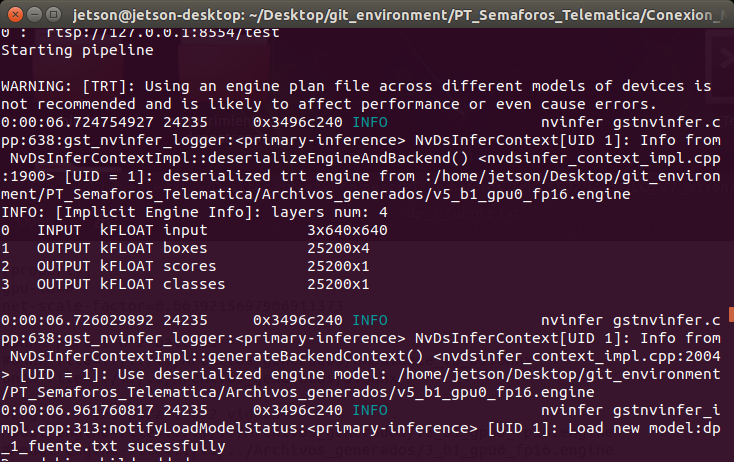 jetson@jetson-desktop: ~/Desktop/git_environment/PT_Semaforos_Telematica/Conexion_
0 :  rtsp://127.0.0.1:8554/test
Starting pipeline
WARNING: [TRT]: Using an engine plan file across different models of devices is
not recommended and is likely to affect performance or even cause errors.
0:00:06.724754927 24235     0x3496c240 INFO                 nvinfer gstnvinfer.c
pp:638:gst_nvinfer_logger:<primary-inference> NvDsInferContext[UID 1]: Info from
 NvDsInferContextImpl::deserializeEngineAndBackend() <nvdsinfer_context_impl.cpp
:1900> [UID = 1]: deserialized trt engine from :/home/jetson/Desktop/git_environ
ment/PT_Semaforos_Telematica/Archivos_generados/v5_b1_gpu0_fp16.engine
INFO: [Implicit Engine Info]: layers num: 4
0   INPUT  kFLOAT input           3x640x640
1   OUTPUT kFLOAT boxes           25200x4
2   OUTPUT kFLOAT scores          25200x1
3   OUTPUT kFLOAT classes         25200x1
0:00:06.726029892 24235     0x3496c240 INFO                 nvinfer gstnvinfer.c
pp:638:gst_nvinfer_logger:<primary-inference> NvDsInferContext[UID 1]: Info from
 NvDsInferContextImpl::generateBackendContext() <nvdsinfer_context_impl.cpp:2004
> [UID = 1]: Use deserialized engine model: /home/jetson/Desktop/git_environment
/PT_Semaforos_Telematica/Archivos_generados/v5_b1_gpu0_fp16.engine
0:00:06.961760817 24235     0x3496c240 INFO                 nvinfer gstnvinfer_i
mpl.cpp:313:notifyLoadModelStatus:<primary-inference> [UID 1]: Load new model:dp
_1_fuente.txt sucessfully